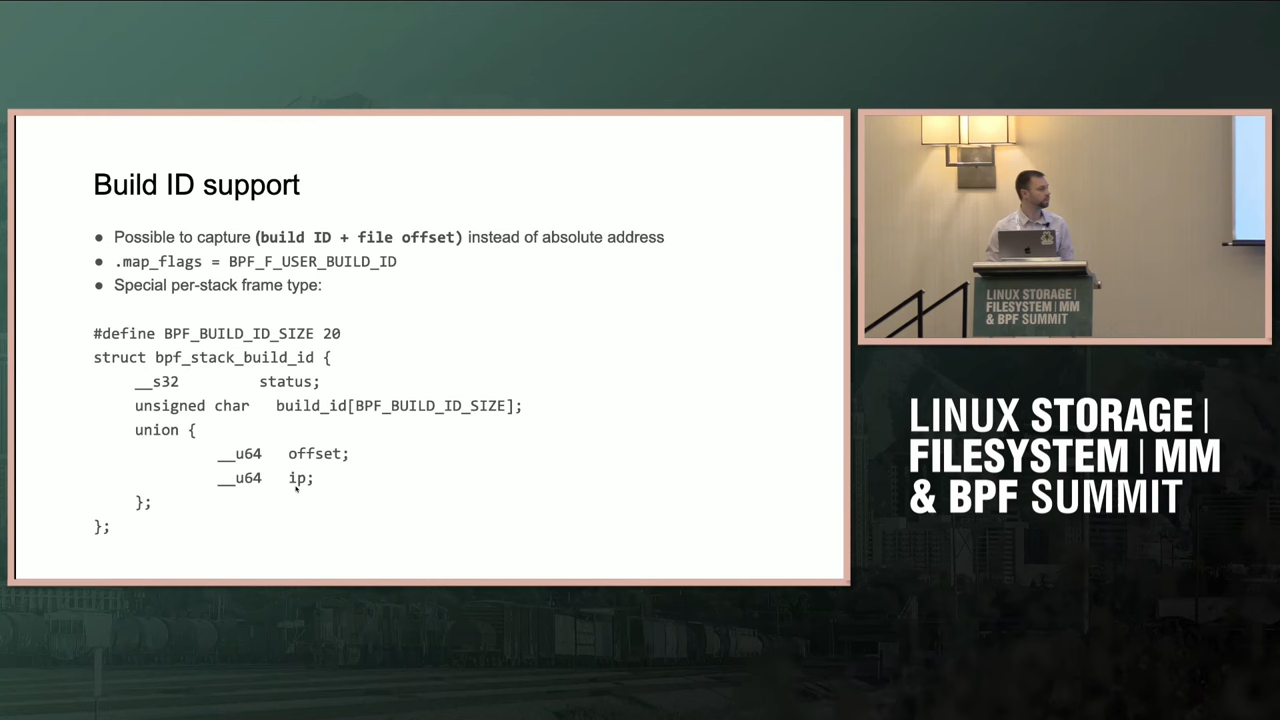 Build ID support
● Possible to capture (build ID + file offset) instead of absolute address
● .map_flags = BPF_F_USER_BUILD_ID
● Special per-stack frame type:
#define BPF_BUILD_ID_SIZE 20
struct bpf_stack_build_id {
__s32 status;
unsigned char build_id[BPF_BUILD_ID_SIZE];
union {
__u64 offset;
__u64 ip;
};
};
LINUX STORAGE |
FILESYSTEM | MM
& BPF SUMMIT
LINUX STORAGE |
FILESYSTEM | MM
& BPF SUMMIT